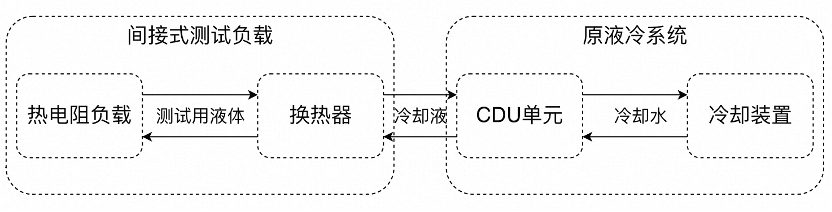 间接式测试负载
原液冷系统
热电阻负载
测试用液体
换热器
冷却液
CDU单元
冷却水
冷却装置